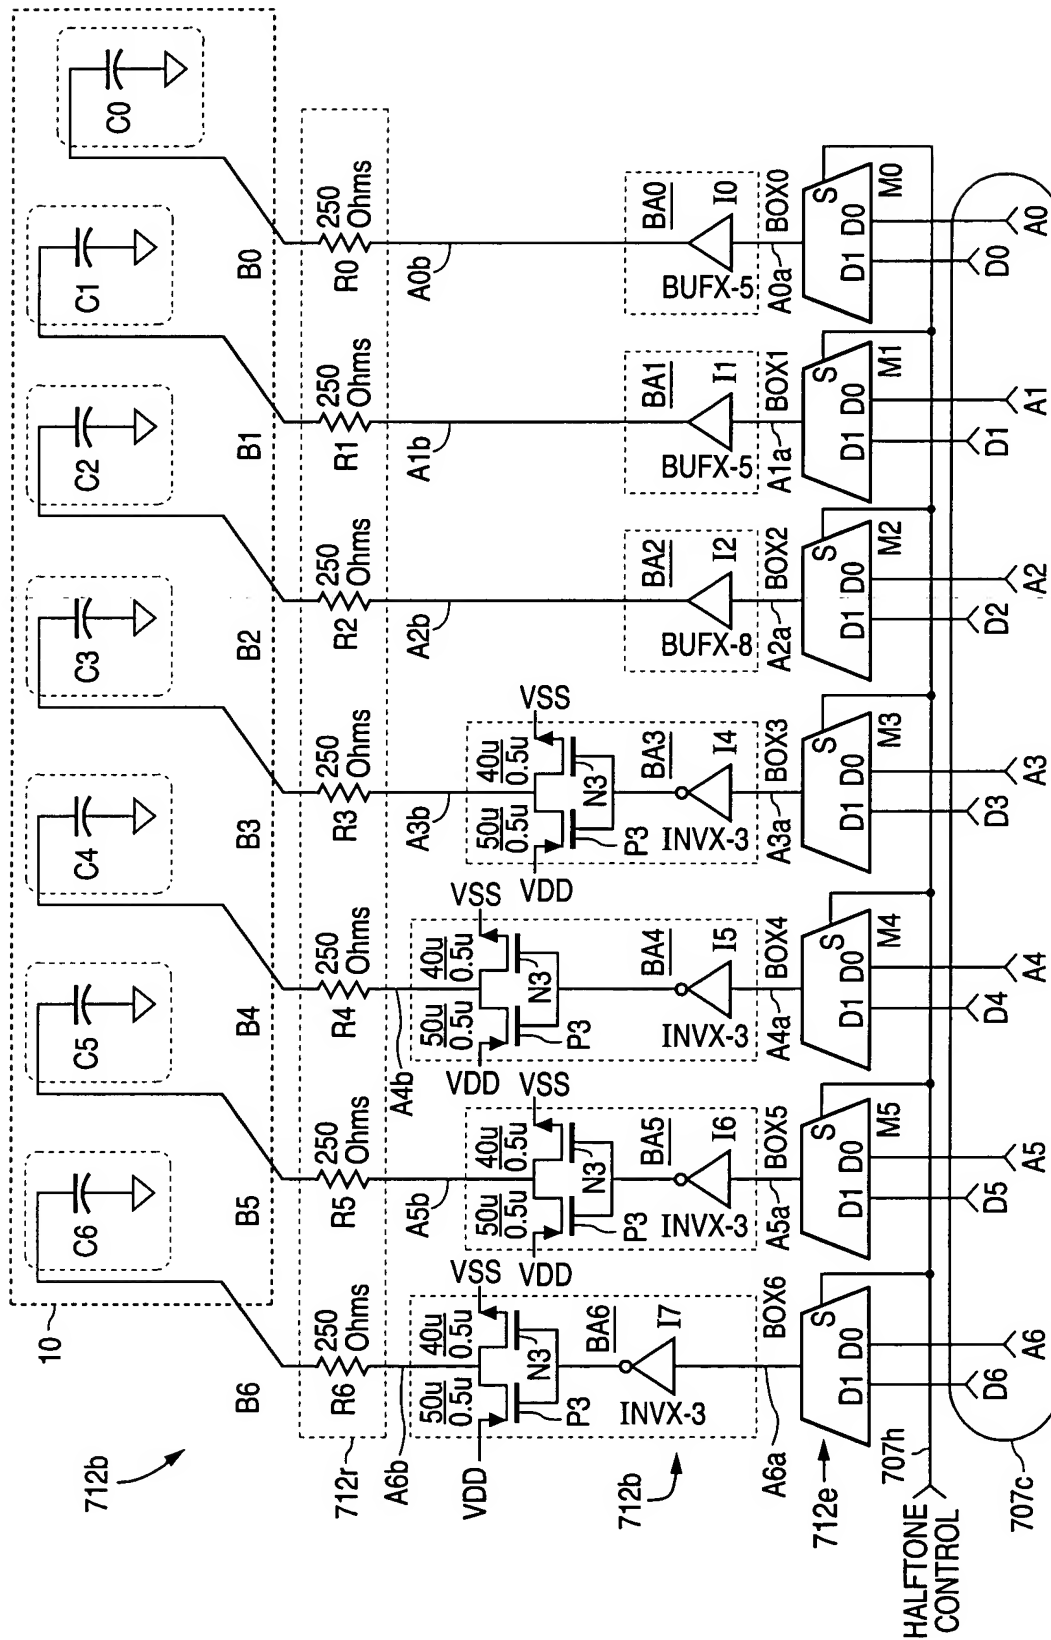 10
C6
C5
C4
C3
C2
C1
C0
712b
B6
B5
B4
B3
B2
B1
B0
712r
250 Ohms
R6
250 Ohms
R5
250 Ohms
R4
250 Ohms
R3
250 Ohms
R2
250 Ohms
R1
250 Ohms
R0
A6b
A5b
A4b
A3b
A2b
A1b
A0b
VDD
50u
0.5u
40u
0.5u
VSS
P3
N3
VDD
50u
0.5u
40u
0.5u
VSS
P3
N3
VDD
50u
0.5u
40u
0.5u
VSS
P3
N3
VDD
50u
0.5u
40u
0.5u
VSS
P3
N3
712b
BA6
INVX-3
I7
BA5
INVX-3
I6
BA4
INVX-3
I5
BA3
INVX-3
I4
BA2
BUFX-8
I2
BA1
BUFX-5
I1
BA0
BUFX-5
I0
A6a
BOX6
A5a
BOX5
A4a
BOX4
A3a
BOX3
A2a
BOX2
A1a
BOX1
A0a
BOX0
712e
D1 D0 S
D1 D0 S
M5
D1 D0 S
M4
D1 D0 S
M3
D1 D0 S
M2
D1 D0 S
M1
D1 D0 S
M0
707h
HALFTONE
CONTROL
707c
D6
A6
D5
A5
D4
A4
D3
A3
D2
A2
D1
A1
D0
A0